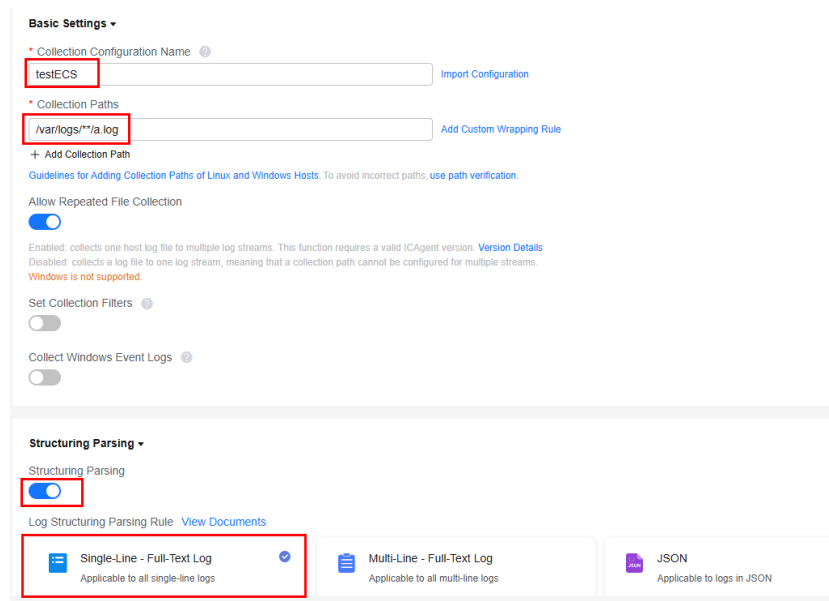 Basic Settings
* Collection Configuration Name ?
testECS
Import Configuration
* Collection Paths
/var/logs/**/a.log
Add Custom Wrapping Rule
+ Add Collection Path
Guidelines for Adding Collection Paths of Linux and Windows Hosts. To avoid incorrect paths, use path verification.
Allow Repeated File Collection
Enabled: collects one host log file to multiple log streams. This function requires a valid ICAgent version. Version Details
Disabled: collects a log file to one log stream, meaning that a collection path cannot be configured for multiple streams.
Windows is not supported.
Set Collection Filters ?
Collect Windows Event Logs ?
Structuring Parsing
Structuring Parsing
Log Structuring Parsing Rule View Documents
Single-Line - Full-Text Log
Applicable to all single-line logs
Multi-Line - Full-Text Log
Applicable to all multi-line logs
JSON
JSON
Applicable to logs in JSON